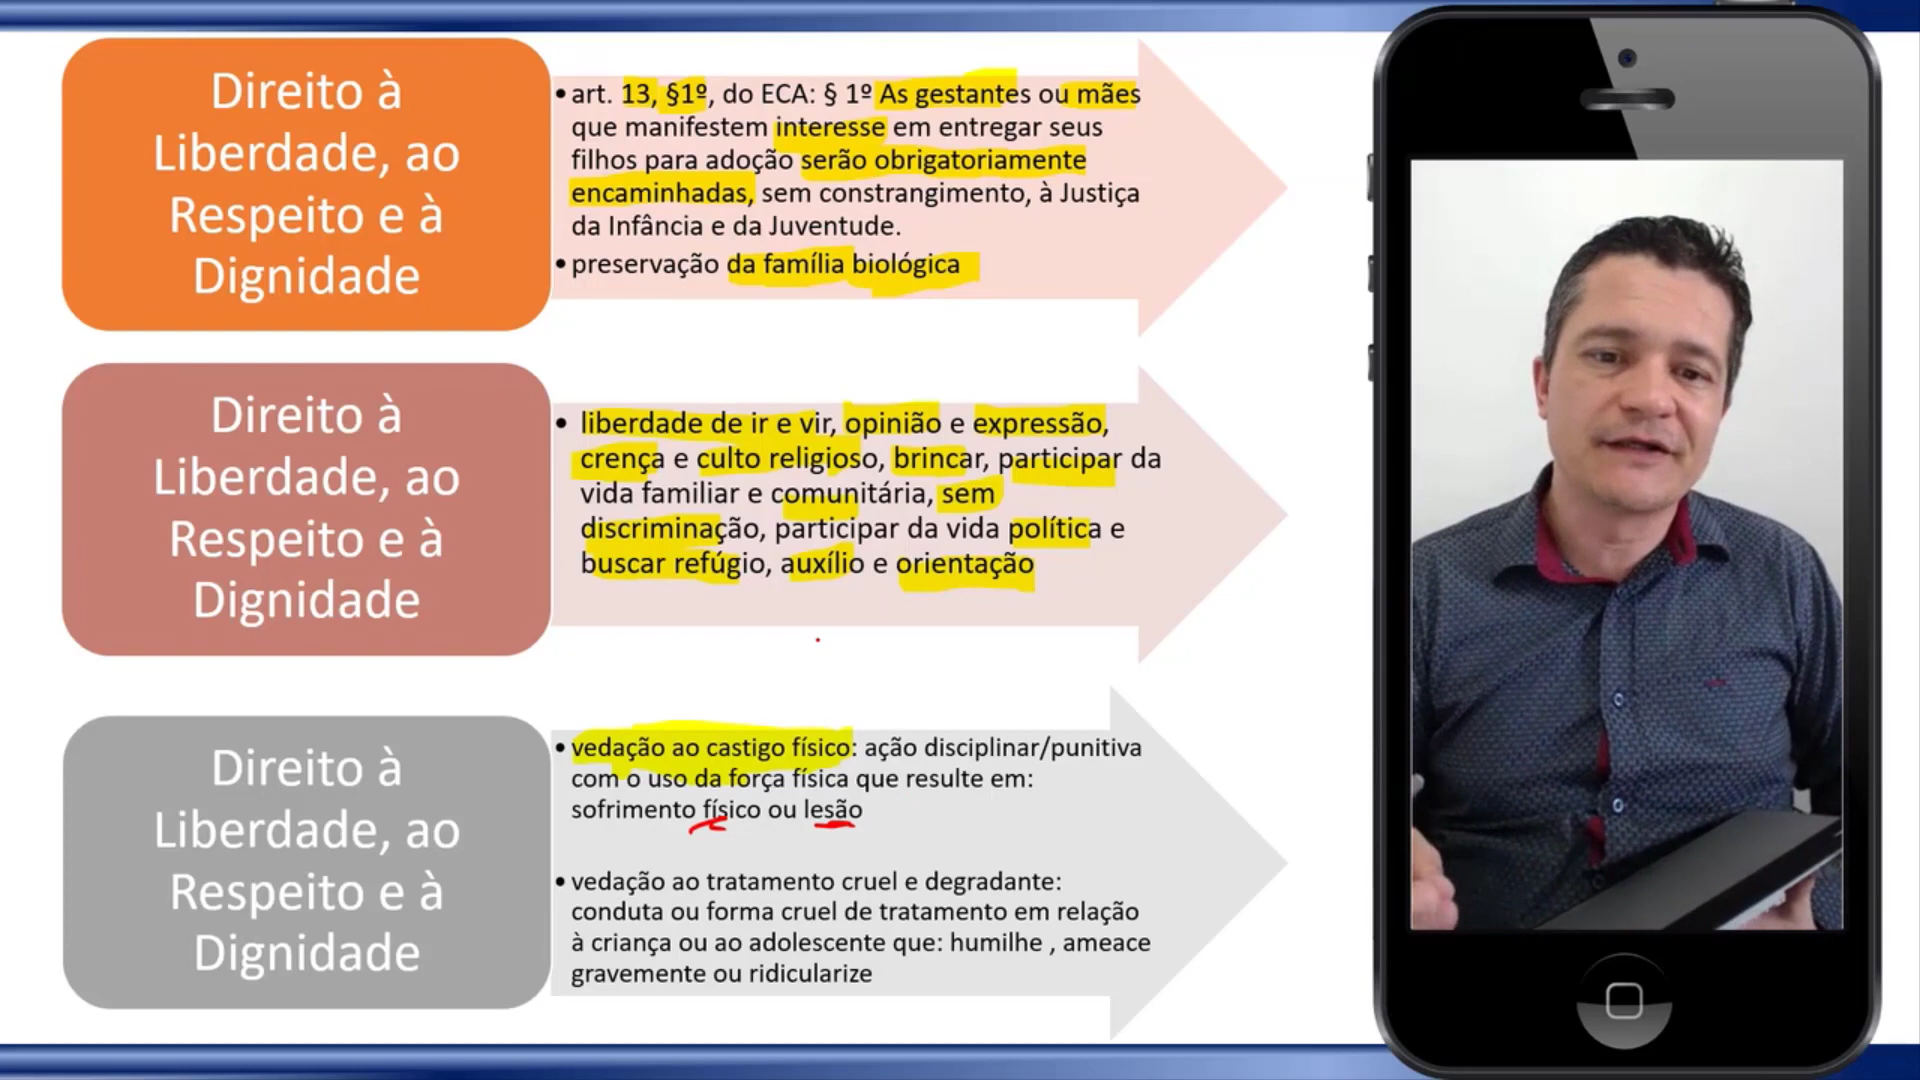 Direito à
Liberdade, ao
Respeito e à
Dignidade
• art. 13, §1º, do ECA: § 1º As gestantes ou mães
que manifestem interesse em entregar seus
filhos para adoção serão obrigatoriamente
encaminhadas, sem constrangimento, à Justiça
da Infância e da Juventude.
• preservação da família biológica
Direito à
Liberdade, ao
Respeito e à
Dignidade
• liberdade de ir e vir, opinião e expressão,
crença e culto religioso, brincar, participar da
vida familiar e comunitária, sem
discriminação, participar da vida política e
buscar refúgio, auxílio e orientação
Direito à
Liberdade, ao
Respeito e à
Dignidade
• vedação ao castigo físico: ação disciplinar/punitiva
com o uso da força física que resulte em:
sofrimento físico ou lesão
• vedação ao tratamento cruel e degradante:
conduta ou forma cruel de tratamento em relação
à criança ou ao adolescente que: humilhe , ameace
gravemente ou ridicularize